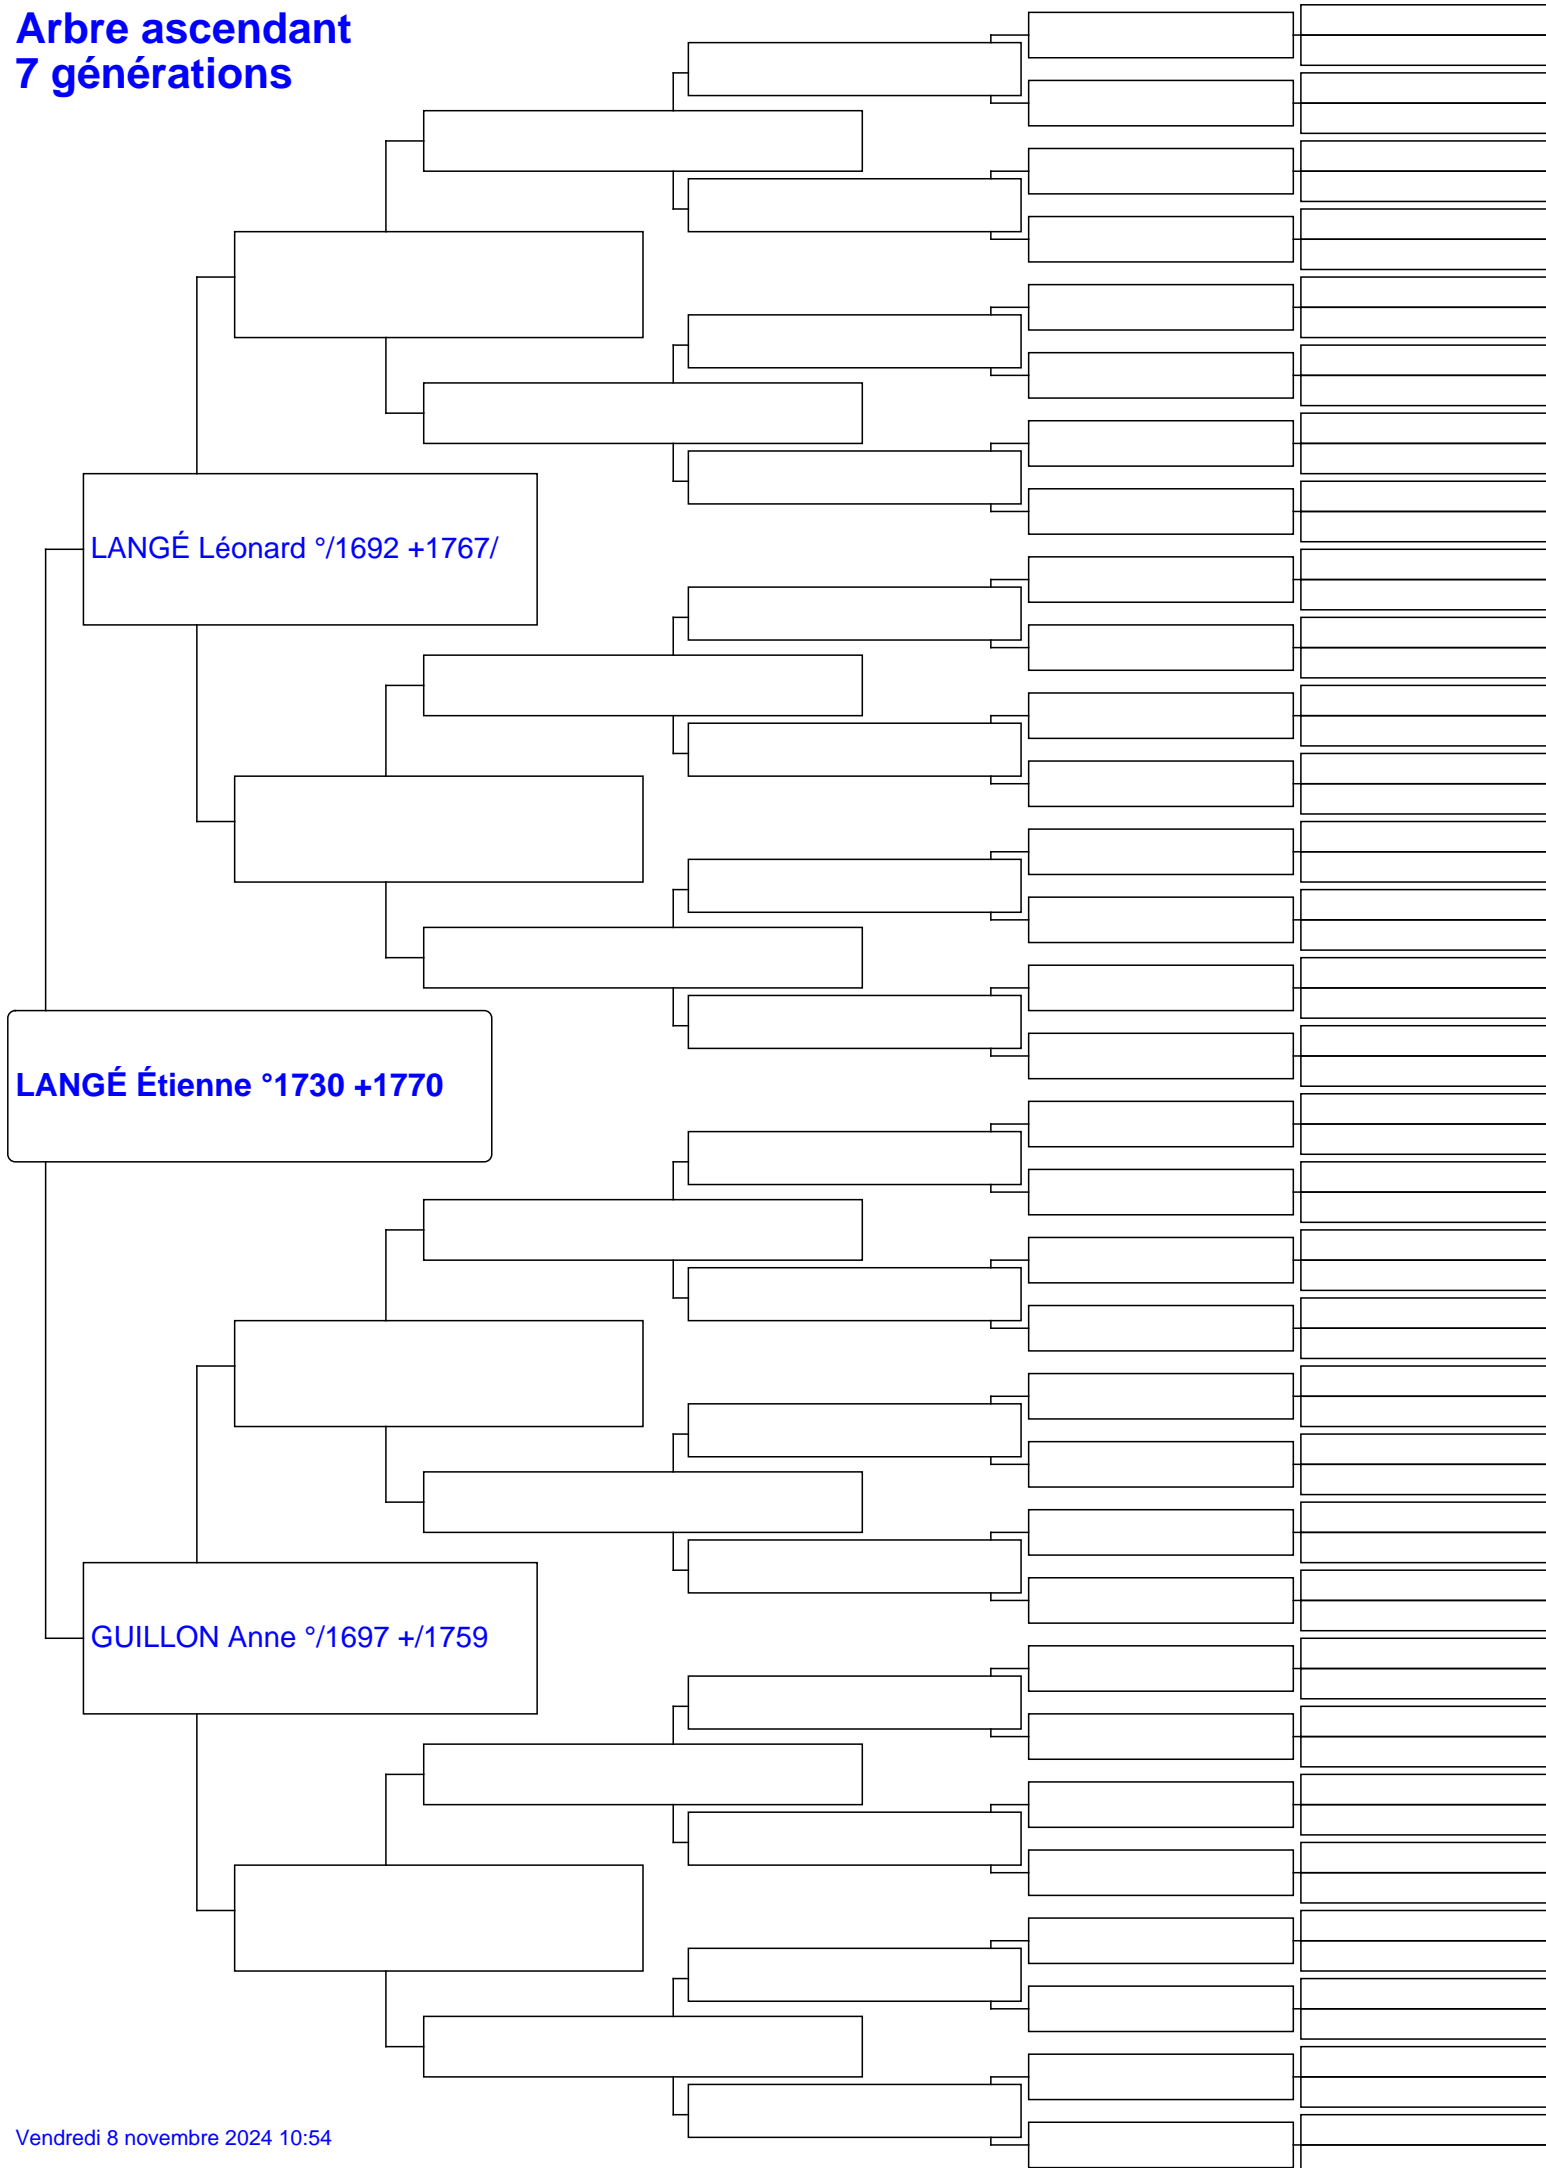 Arbre ascendant
7 générations
LANGÉ Léonard °/1692 +1767/
LANGÉ Étienne °1730 +1770
GUILLON Anne °/1697 +/1759
Vendredi 8 novembre 2024 10:54